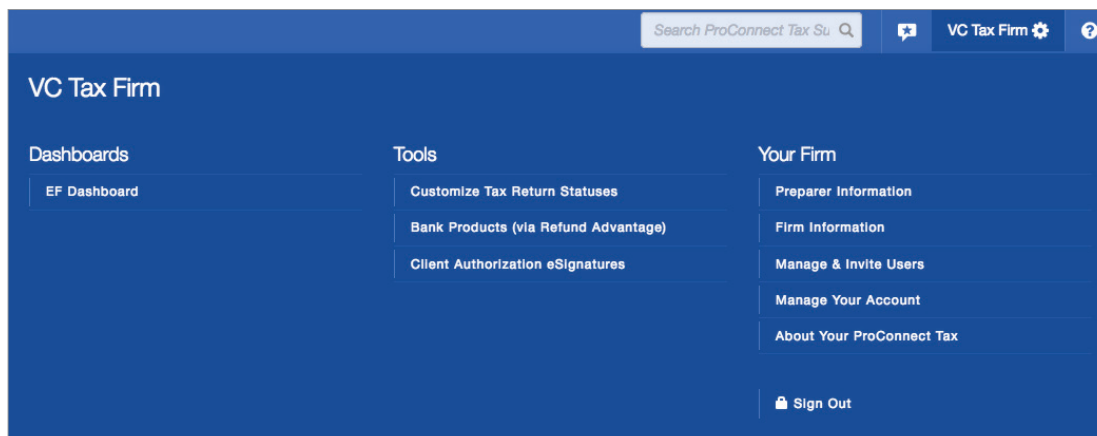 Search ProConnect Tax Su
VC Tax Firm
VC Tax Firm
Dashboards
EF Dashboard
Tools
Customize Tax Return Statuses
Bank Products (via Refund Advantage)
Client Authorization eSignatures
Your Firm
Preparer Information
Firm Information
Manage & Invite Users
Manage Your Account
About Your ProConnect Tax
Sign Out